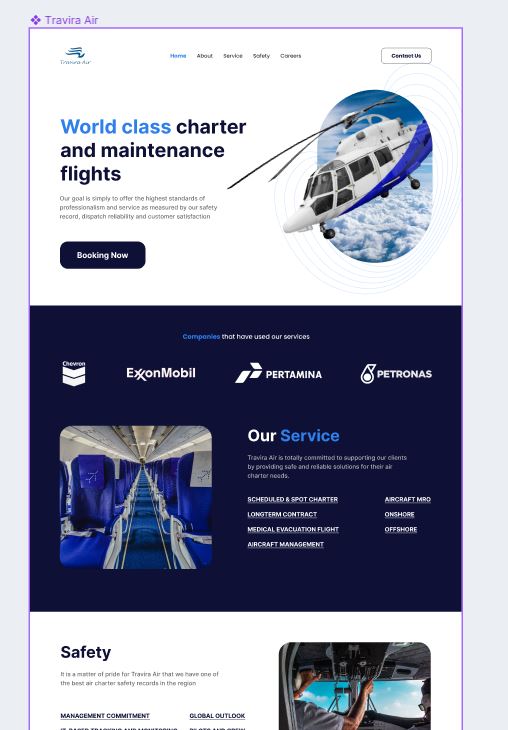 Travira Air
Travira Air
Home About Service Safety Careers
Contact Us
World class charter
and maintenance
flights
Our goal is simply to offer the highest standards of
professionalism and service as measured by our safety
record, dispatch reliability and customer satisfaction
Booking Now
Companies that have used our services
Chevron
ExxonMobil
PERTAMINA
PETRONAS
Our Service
Travira Air is totally committed to supporting our clients
by providing safe and reliable solutions for their air
charter needs.
SCHEDULED & SPOT CHARTER AIRCRAFT MRO
LONGTERM CONTRACT ONSHORE
MEDICAL EVACUATION FLIGHT OFFSHORE
AIRCRAFT MANAGEMENT
Safety
It is a matter of pride for Travira Air that we have one of
the best air charter safety records in the region
MANAGEMENT COMMITMENT GLOBAL OUTLOOK